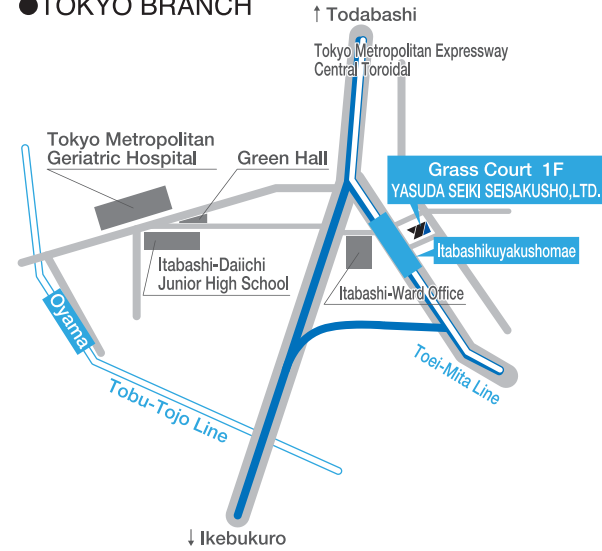 ●TOKYO BRANCH
↑ Todabashi
Tokyo Metropolitan Expressway
Central Toroidal
Tokyo Metropolitan
Geriatric Hospital
Green Hall
Grass Court 1F
YASUDA SEIKI SEISAKUSHO,LTD.
Itabashikuyakushomae
Itabashi-Daiichi
Junior High School
Itabashi-Ward Office
Oyama
Toei-Mita Line
Tobu-Tojo Line
↓ Ikebukuro